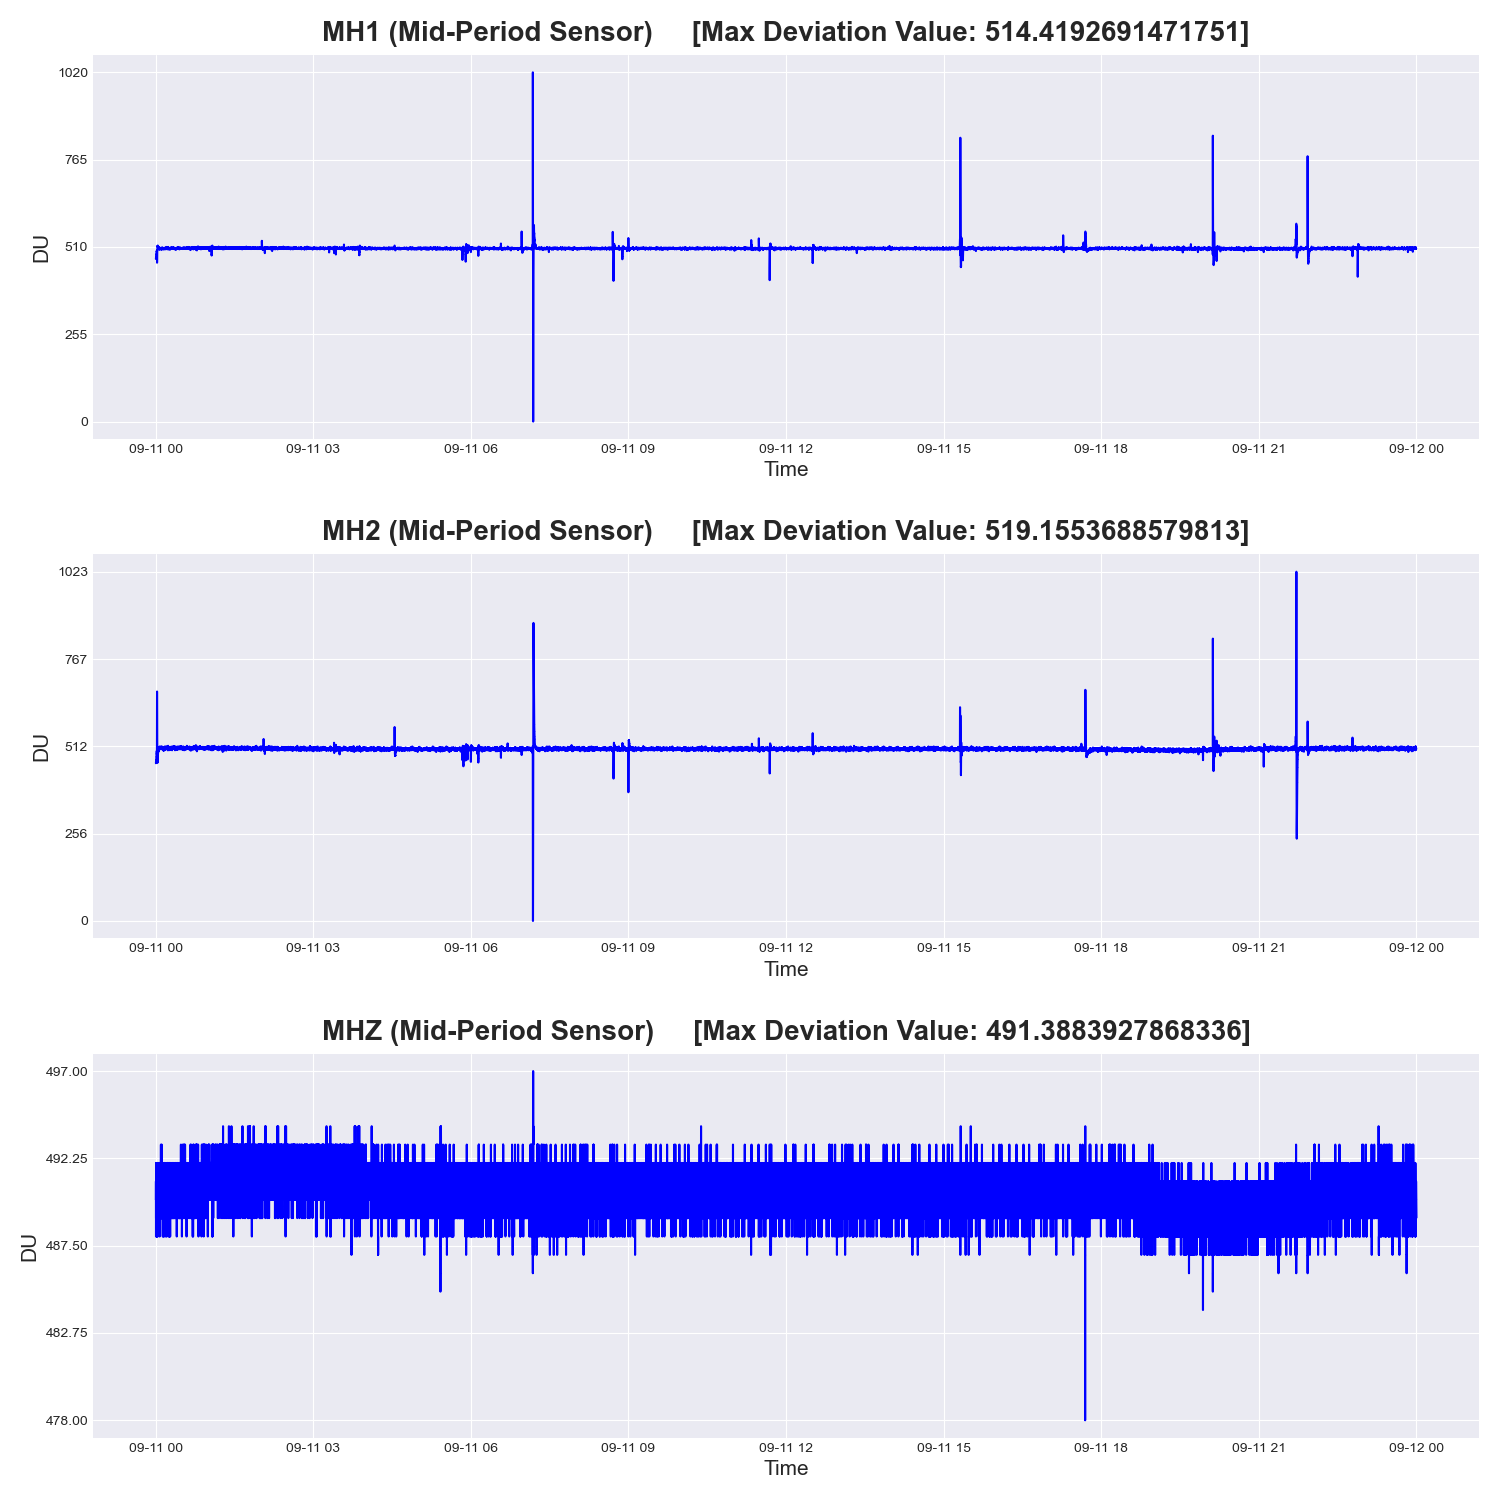 MH1 (Mid-Period Sensor) [Max Deviation Value: 514.4192691471751]
1020
765
510
255
0
DU
09-11 00 09-11 03 09-11 06 09-11 09 09-11 12 09-11 15 09-11 18 09-11 21 09-12 00
Time
MH2 (Mid-Period Sensor) [Max Deviation Value: 519.1553688579813]
1023
767
512
256
0
DU
09-11 00 09-11 03 09-11 06 09-11 09 09-11 12 09-11 15 09-11 18 09-11 21 09-12 00
Time
MHZ (Mid-Period Sensor) [Max Deviation Value: 491.3883927868336]
497.00
492.25
487.50
482.75
478.00
DU
09-11 00 09-11 03 09-11 06 09-11 09 09-11 12 09-11 15 09-11 18 09-11 21 09-12 00
Time